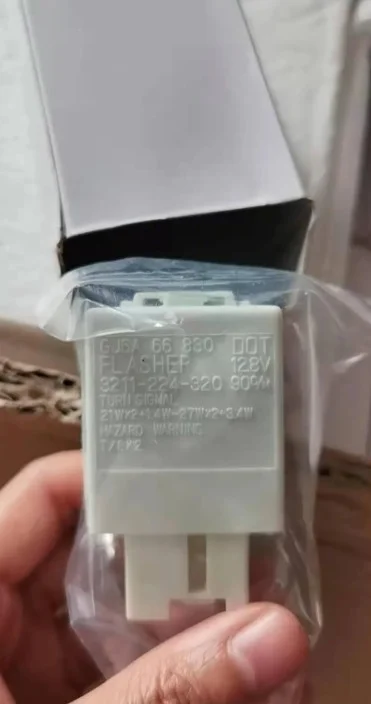 GJ6A 66 830 DOT
FLASHER 12.8V
3211-224-320 90%
TURN SIGNAL
21W×2+1.4W~27W×2+3.4W
HAZARD WARNING